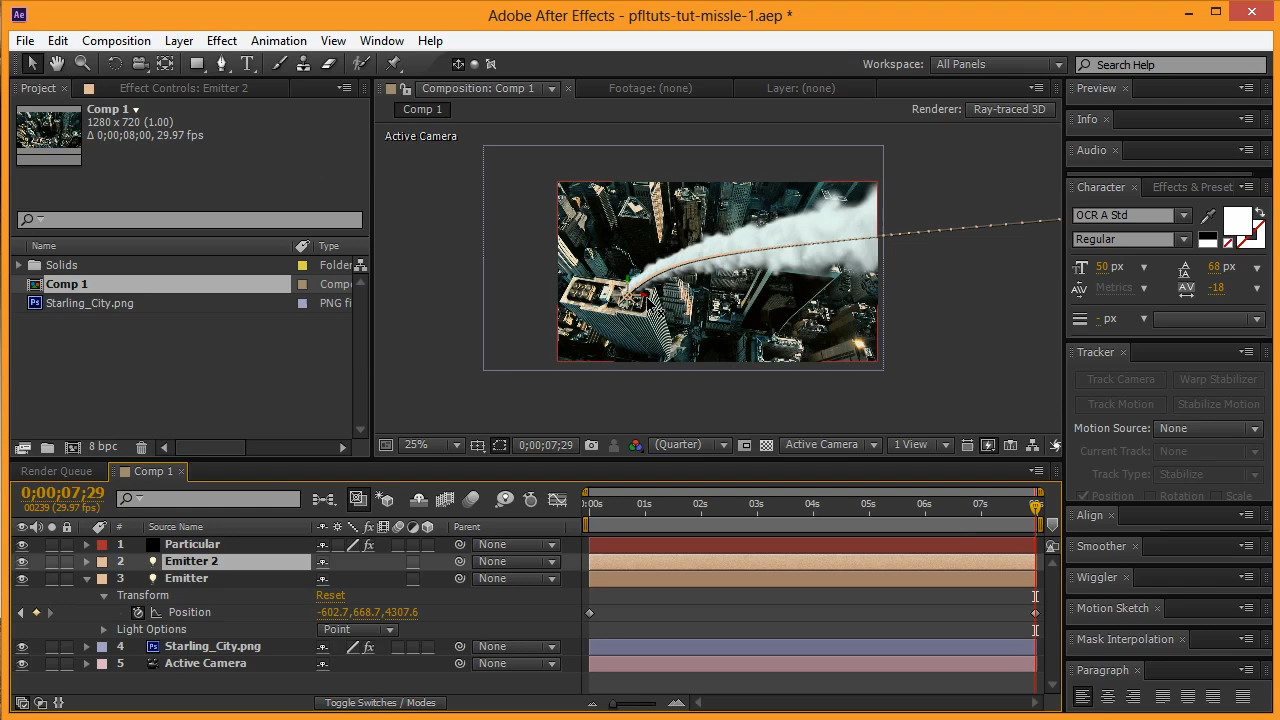 Ae
Adobe After Effects - pfltuts-tut-missle-1.aep *
File Edit Composition Layer Effect Animation View Window Help
Workspace: All Panels
Search Help
Project
Effect Controls: Emitter 2
Composition: Comp 1
Footage: (none)
Layer: (none)
Comp 1
Renderer: Ray-traced 3D
Active Camera
Comp 1
1280 x 720 (1.00)
Δ 0;00;08;00, 29.97 fps
Name Type
Solids Folder
Comp 1
Starling_City.png PNG fi
8 bpc
25%
0;00;07;29
(Quarter)
Active Camera
1 View
Preview
Info
Audio
Character
Effects & Preset
OCR A Std
Regular
50 px
68 px
Metrics
-18
- px
Tracker
Track Camera Warp Stabilizer
Track Motion Stabilize Motion
Motion Source: None
Current Track: None
Track Type: Stabilize
Position Rotation Scale
Align
Smoother
Wiggler
Motion Sketch
Mask Interpolation
Paragraph
Render Queue
Comp 1
0;00;07;29
00239 (29.97 fps)
:00s 01s 02s 03s 04s 05s 06s 07s
# Source Name fx Parent
1 Particular fx None
2 Emitter 2 None
3 Emitter None
Transform Reset
Position -602.7,668.7,4307.6
Light Options Point
4 Ps Starling_City.png fx None
5 Active Camera None
Toggle Switches / Modes